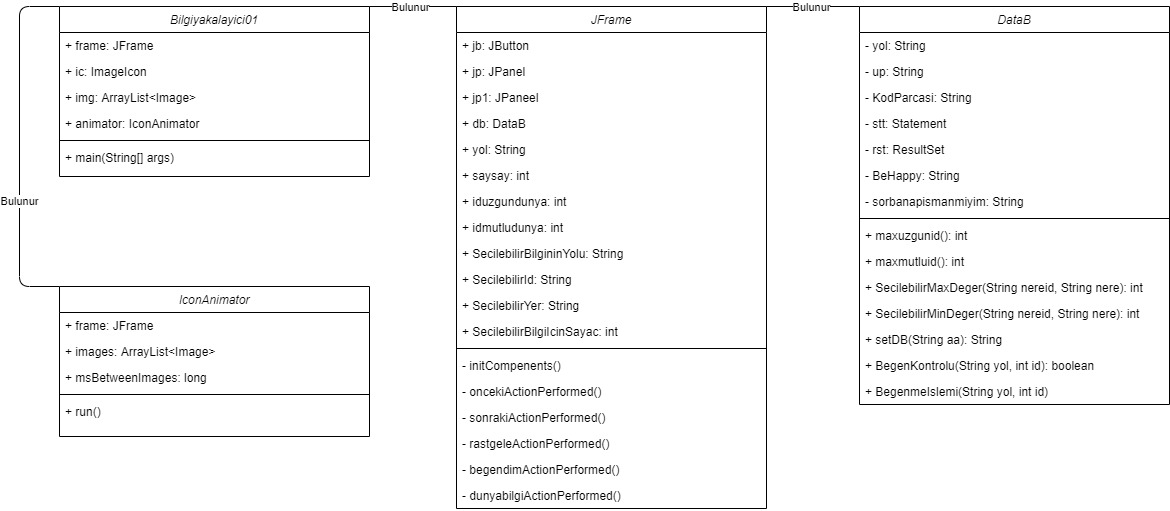 Bulunur
Bulunur
Bulunur
Bilgiyakalayici01
+ frame: JFrame
+ ic: ImageIcon
+ img: ArrayList<Image>
+ animator: IconAnimator
+ main(String[] args)
IconAnimator
+ frame: JFrame
+ images: ArrayList<Image>
+ msBetweenImages: long
+ run()
JFrame
+ jb: JButton
+ jp: JPanel
+ jp1: JPaneel
+ db: DataB
+ yol: String
+ saysay: int
+ iduzgundunya: int
+ idmutludunya: int
+ SecilebilirBilgininYolu: String
+ SecilebilirId: String
+ SecilebilirYer: String
+ SecilebilirBilgiIcinSayac: int
- initCompenents()
- oncekiActionPerformed()
- sonrakiActionPerformed()
- rastgeleActionPerformed()
- begendimActionPerformed()
- dunyabilgiActionPerformed()
DataB
- yol: String
- up: String
- KodParcasi: String
- stt: Statement
- rst: ResultSet
- BeHappy: String
- sorbanapismanmiyim: String
+ maxuzgunid(): int
+ maxmutluid(): int
+ SecilebilirMaxDeger(String nereid, String nere): int
+ SecilebilirMinDeger(String nereid, String nere): int
+ setDB(String aa): String
+ BegenKontrolu(String yol, int id): boolean
+ BegenmeIslemi(String yol, int id)